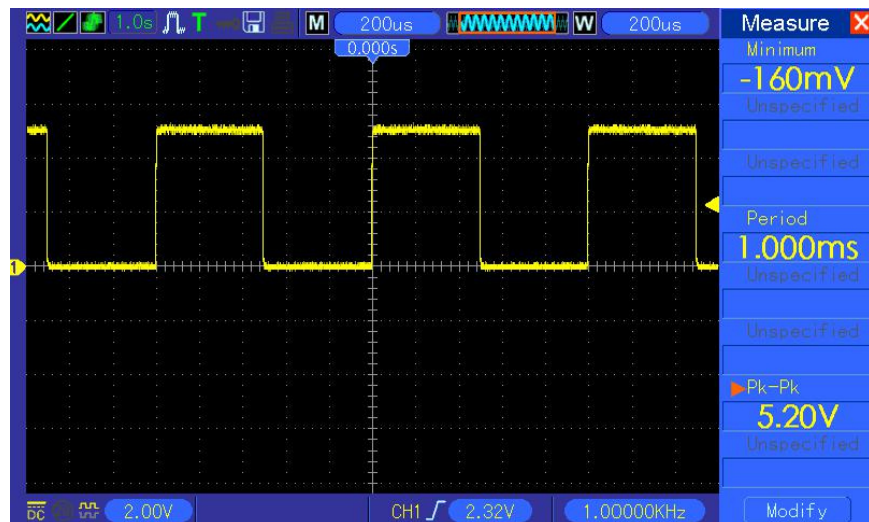 1.0s T M 200us W 200us
0.000s
Measure X
Minimum
-160mV
Unspecified
Unspecified
Period
1.000ms
Unspecified
Unspecified
Pk-Pk
5.20V
Unspecified
Modify
1
DC 2.00V CH1 2.32V 1.00000KHz